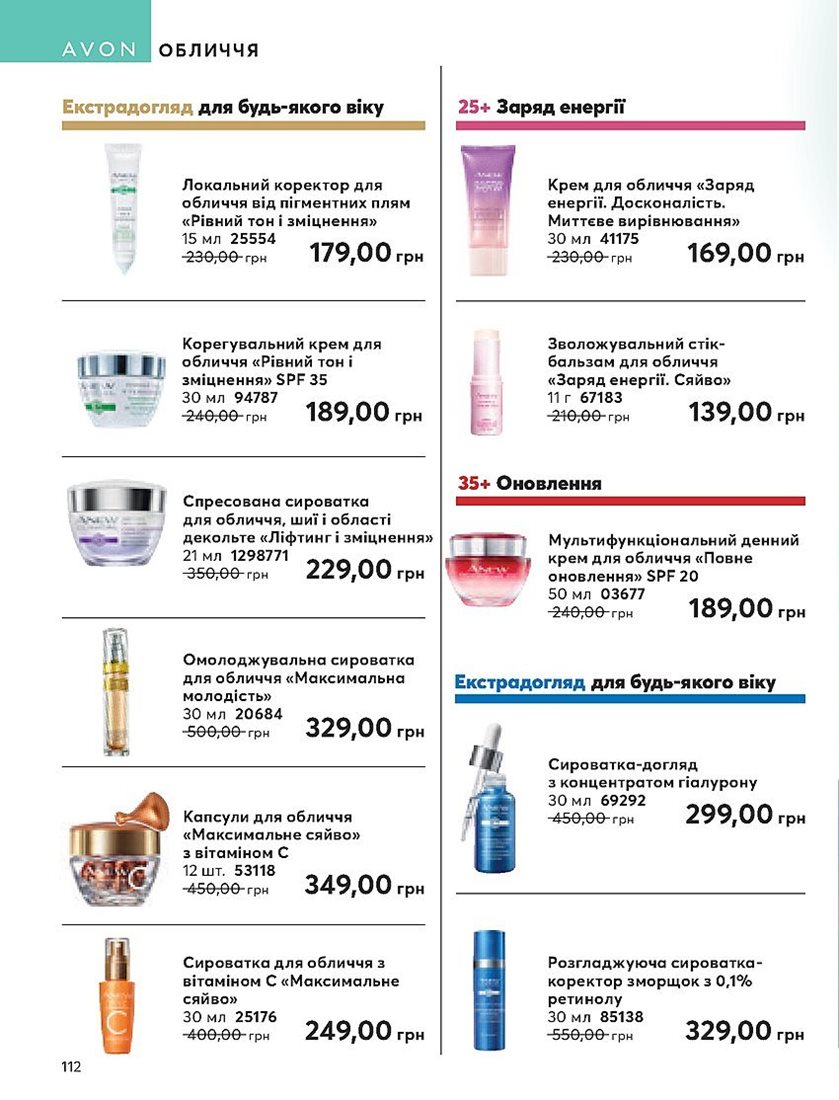 AVON ОБЛИЧЧЯ
Екстрадогляд для будь-якого віку
Локальний коректор для
обличчя від пігментних плям
«Рівний тон і зміцнення»
15 мл 25554
230,00 грн 179,00 грн
Корегувальний крем для
обличчя «Рівний тон і
зміцнення» SPF 35
30 мл 94787
240,00 грн 189,00 грн
Спресована сироватка
для обличчя, шиї і області
декольте «Ліфтинг і зміцнення»
21 мл 1298771
350,00 грн 229,00 грн
Омолоджувальна сироватка
для обличчя «Максимальна
молодість»
30 мл 20684
500,00 грн 329,00 грн
Капсули для обличчя
«Максимальне сяйво»
з вітаміном С
12 шт. 53118
450,00 грн 349,00 грн
Сироватка для обличчя з
вітаміном С «Максимальне
сяйво»
30 мл 25176
400,00 грн 249,00 грн
25+ Заряд енергії
Крем для обличчя «Заряд
енергії. Досконалість.
Миттєве вирівнювання»
30 мл 41175
230,00 грн 169,00 грн
Зволожувальний стік-
бальзам для обличчя
«Заряд енергії. Сяйво»
11 г 67183
210,00 грн 139,00 грн
35+ Оновлення
Мультифункціональний денний
крем для обличчя «Повне
оновлення» SPF 20
50 мл 03677
240,00 грн 189,00 грн
Екстрадогляд для будь-якого віку
Сироватка-догляд
з концентратом гіалурону
30 мл 69292
450,00 грн 299,00 грн
Розгладжуюча сироватка-
коректор зморщок з 0,1%
ретинолу
30 мл 85138
550,00 грн 329,00 грн
112